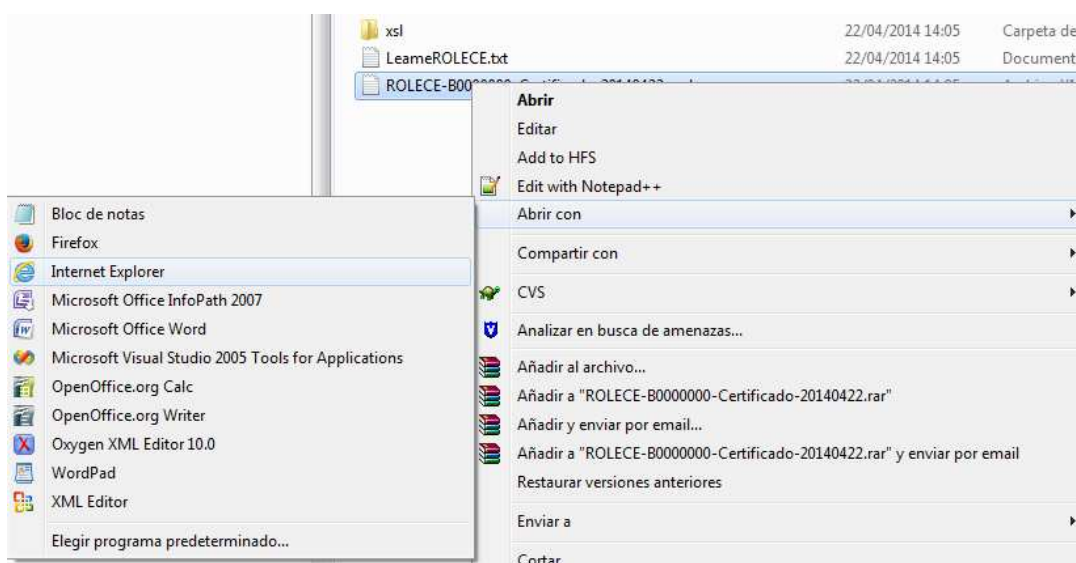 xsl 22/04/2014 14:05 Carpeta de
LeameROLECE.txt 22/04/2014 14:05 Document
ROLECE-B00
Abrir
Editar
Add to HFS
Edit with Notepad++
Abrir con
Compartir con
CVS
Analizar en busca de amenazas...
Añadir al archivo...
Añadir a "ROLECE-B0000000-Certificado-20140422.rar"
Añadir y enviar por email...
Añadir a "ROLECE-B0000000-Certificado-20140422.rar" y enviar por email
Restaurar versiones anteriores
Enviar a
Cortar
Bloc de notas
Firefox
Internet Explorer
Microsoft Office InfoPath 2007
Microsoft Office Word
Microsoft Visual Studio 2005 Tools for Applications
OpenOffice.org Calc
OpenOffice.org Writer
Oxygen XML Editor 10.0
WordPad
XML Editor
Elegir programa predeterminado...